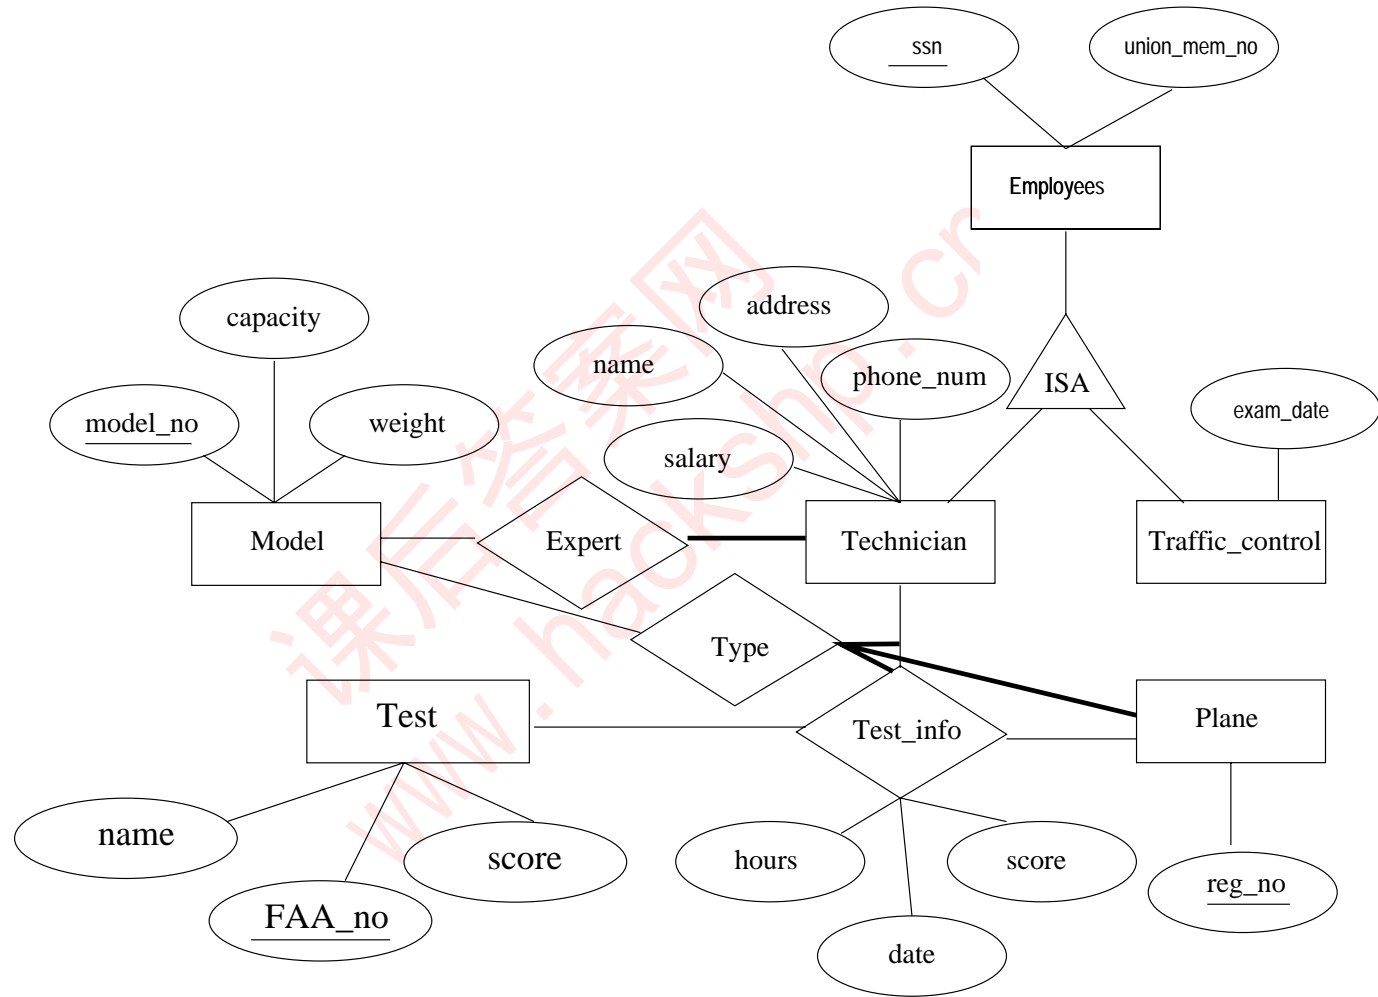 ssn
union_mem_no
Employees
address
capacity
name
phone_num
ISA
exam_date
model_no
weight
salary
Model
Expert
Technician
Traffic_control
Type
Test
Test_info
Plane
name
score
hours
score
reg_no
FAA_no
date
课后答案网
www.hackshp.cn